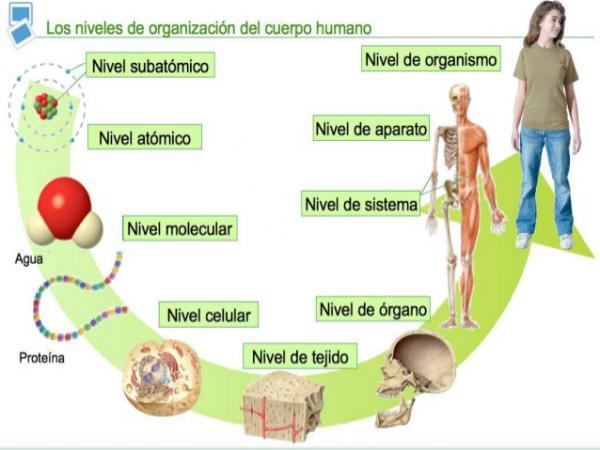 Los niveles de organización del cuerpo humano
Nivel subatómico
Nivel atómico
Nivel molecular
Agua
Proteína
Nivel celular
Nivel de tejido
Nivel de órgano
Nivel de sistema
Nivel de aparato
Nivel de organismo